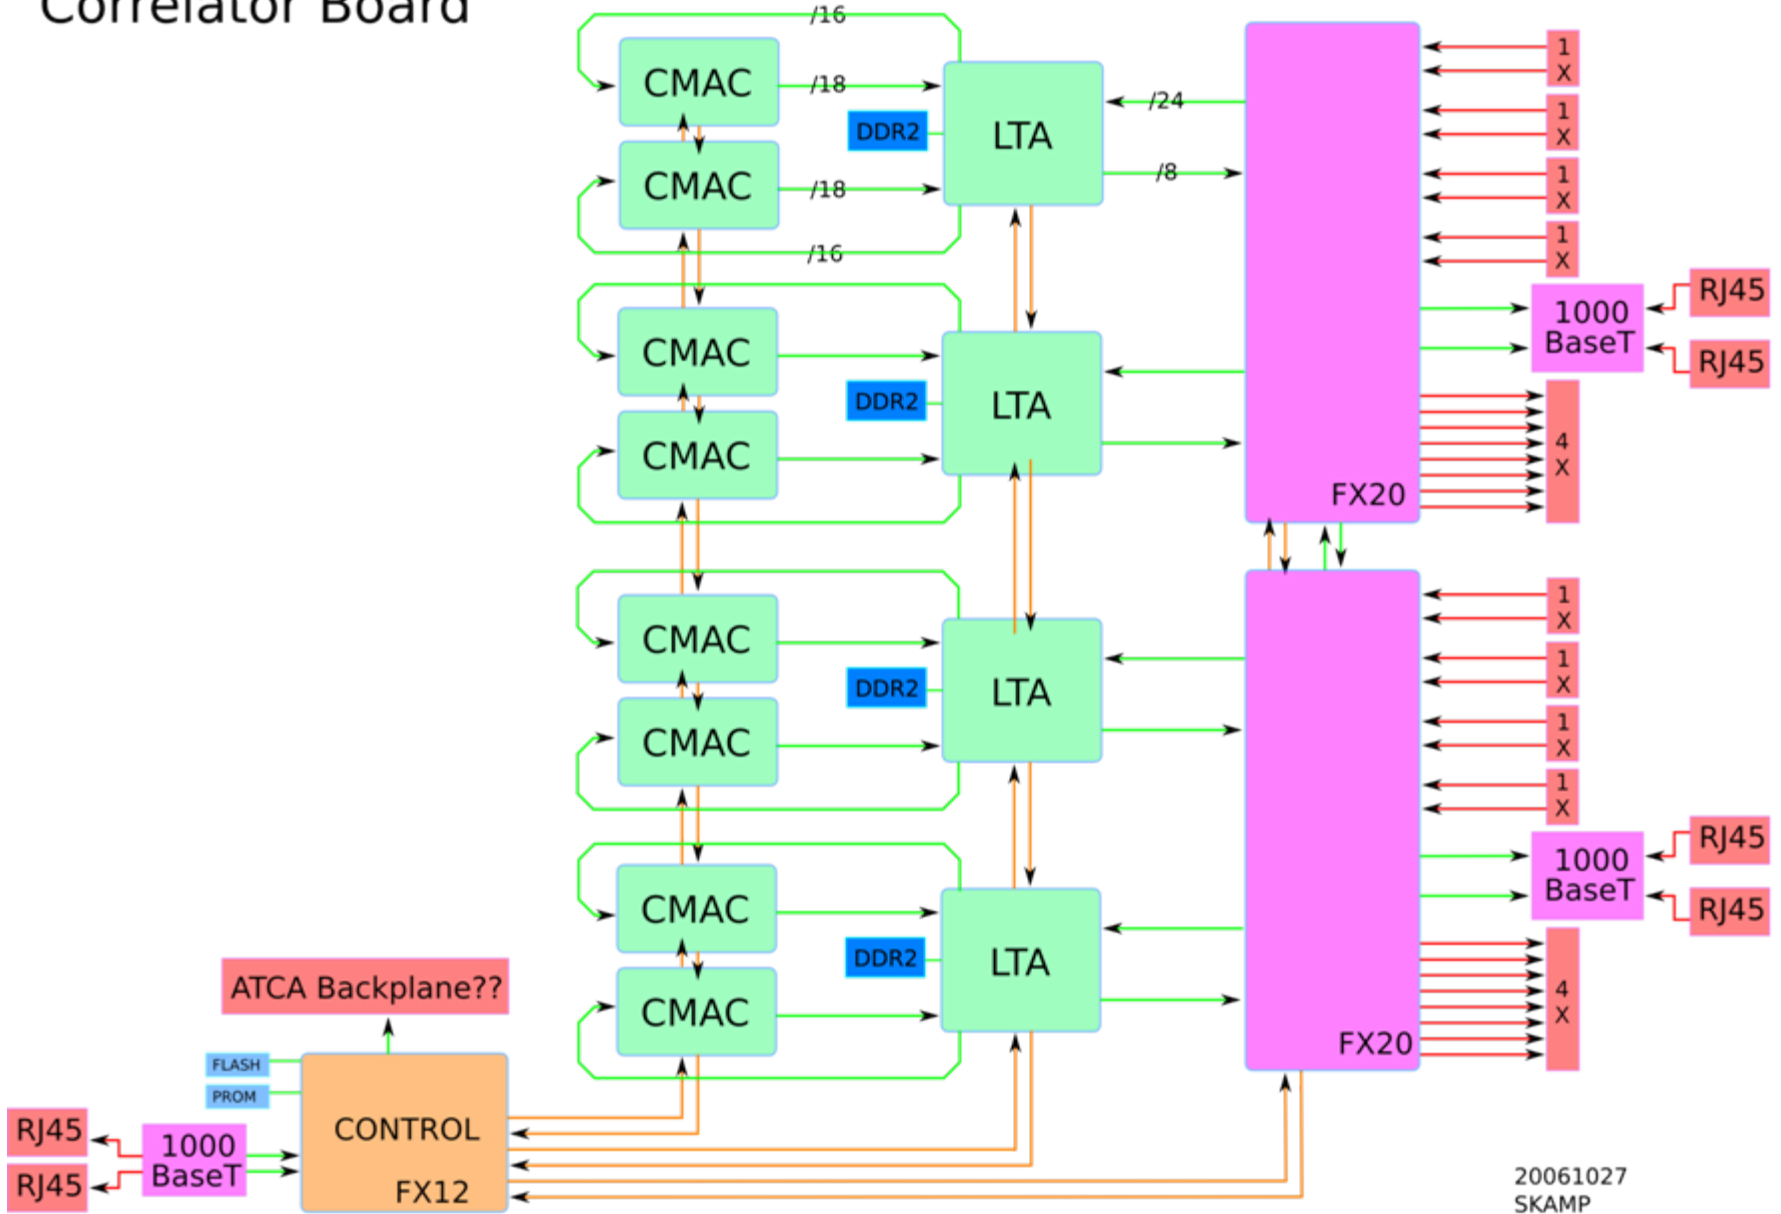 Correlator Board
/16
CMAC
/18
DDR2
LTA
/24
/8
CMAC
/18
/16
1
X
1
X
1
X
1
X
1000
BaseT
RJ45
RJ45
CMAC
DDR2
LTA
CMAC
4
X
FX20
CMAC
DDR2
LTA
CMAC
1
X
1
X
1
X
1
X
1000
BaseT
RJ45
RJ45
CMAC
DDR2
LTA
CMAC
4
X
FX20
ATCA Backplane??
FLASH
PROM
RJ45
RJ45
1000
BaseT
CONTROL
FX12
20061027
SKAMP